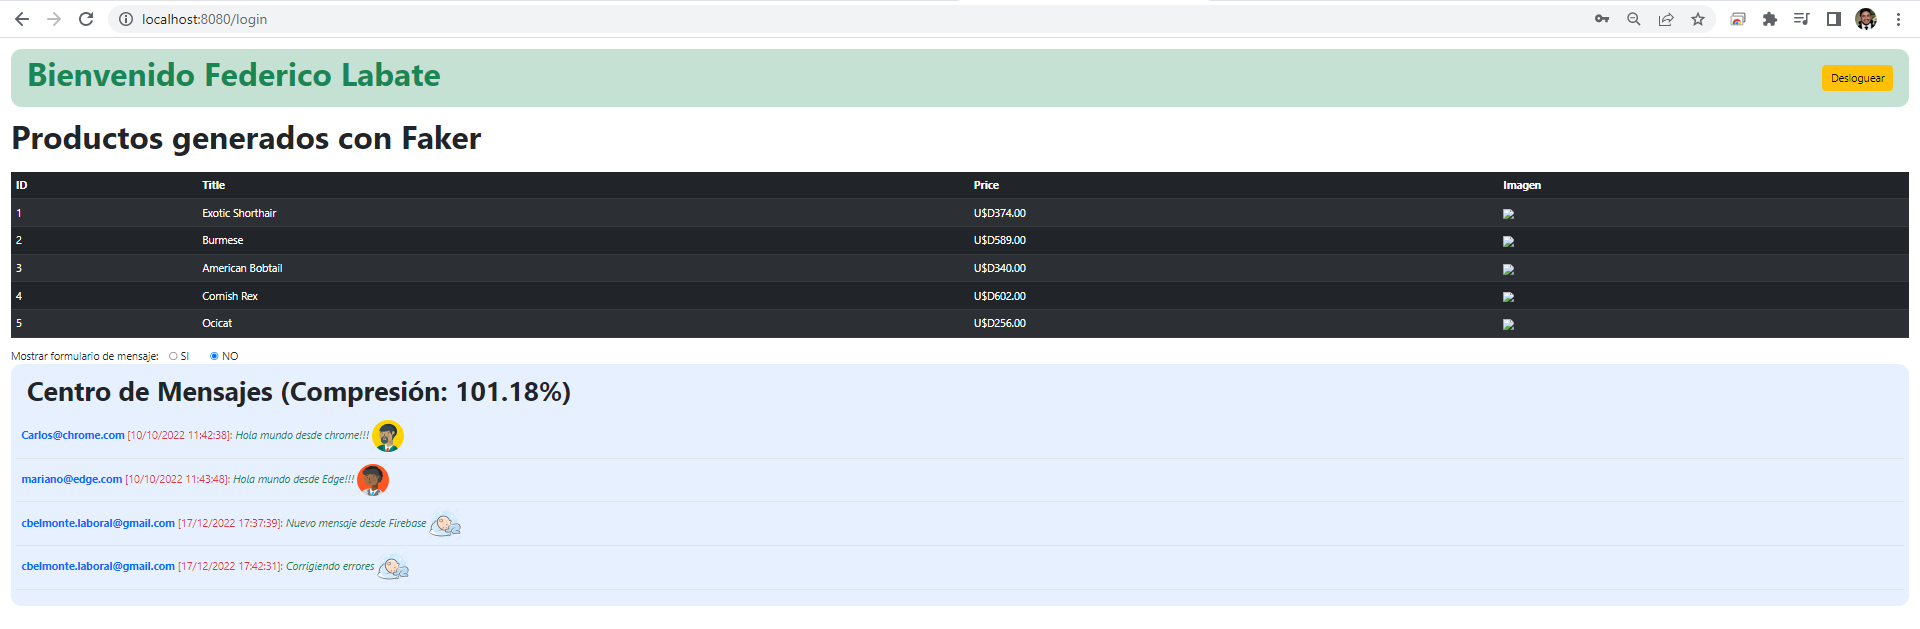 localhost:8080/login
Bienvenido Federico Labate
Desloguear
Productos generados con Faker
ID Title Price Imagen
1 Exotic Shorthair U$D374.00
2 Burmese U$D589.00
3 American Bobtail U$D340.00
4 Cornish Rex U$D602.00
5 Ocicat U$D256.00
Mostrar formulario de mensaje: SI NO
Centro de Mensajes (Compresión: 101.18%)
Carlos@chrome.com [10/10/2022 11:42:38]: Hola mundo desde chrome!!!
mariano@edge.com [10/10/2022 11:43:48]: Hola mundo desde Edge!!!
cbelmonte.laboral@gmail.com [17/12/2022 17:37:39]: Nuevo mensaje desde Firebase
cbelmonte.laboral@gmail.com [17/12/2022 17:42:31]: Corrigiendo errores